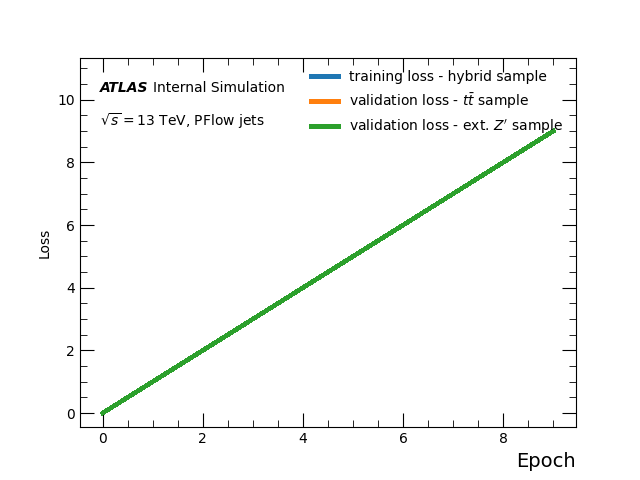 ATLAS Internal Simulation
√s = 13 TeV, PFlow jets
training loss - hybrid sample
validation loss - tt̄ sample
validation loss - ext. Z′ sample
Loss
10
8
6
4
2
0
0 2 4 6 8
Epoch